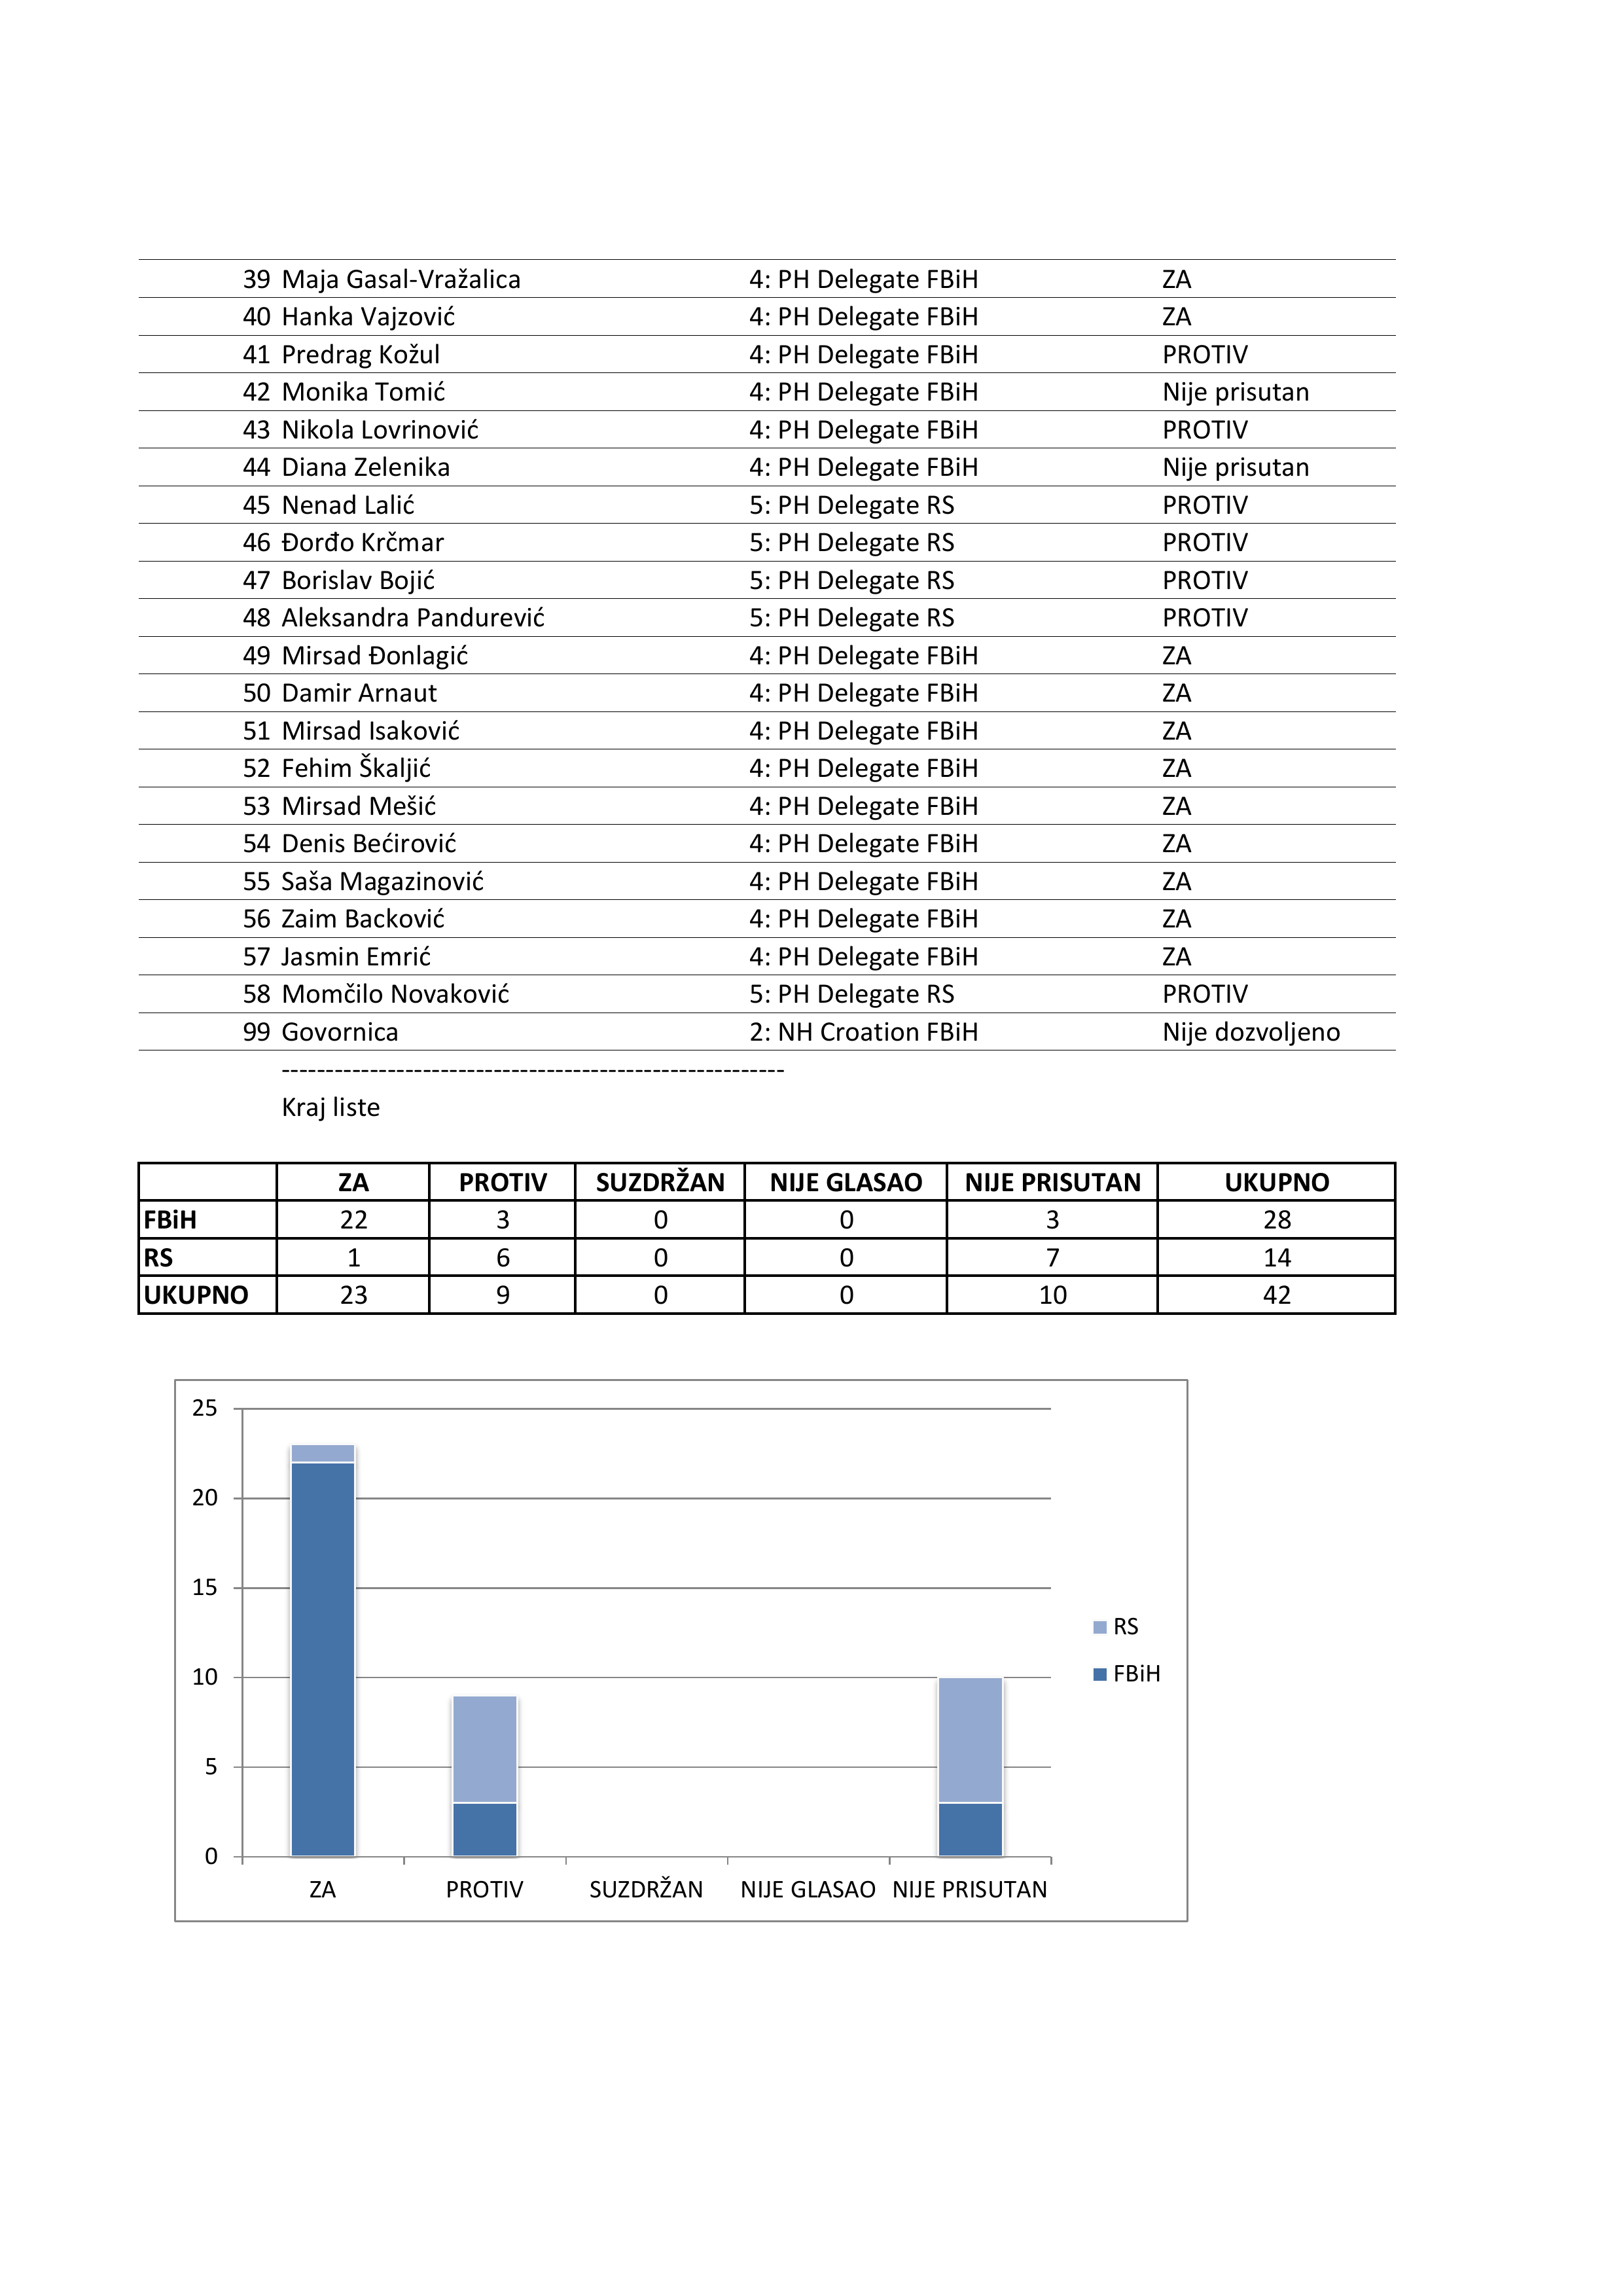 39 Maja Gasal-Vražalica 4: PH Delegate FBiH ZA
40 Hanka Vajzović 4: PH Delegate FBiH ZA
41 Predrag Kožul 4: PH Delegate FBiH PROTIV
42 Monika Tomić 4: PH Delegate FBiH Nije prisutan
43 Nikola Lovrinović 4: PH Delegate FBiH PROTIV
44 Diana Zelenika 4: PH Delegate FBiH Nije prisutan
45 Nenad Lalić 5: PH Delegate RS PROTIV
46 Đorđo Krčmar 5: PH Delegate RS PROTIV
47 Borislav Bojić 5: PH Delegate RS PROTIV
48 Aleksandra Pandurević 5: PH Delegate RS PROTIV
49 Mirsad Đonlagić 4: PH Delegate FBiH ZA
50 Damir Arnaut 4: PH Delegate FBiH ZA
51 Mirsad Isaković 4: PH Delegate FBiH ZA
52 Fehim Škaljić 4: PH Delegate FBiH ZA
53 Mirsad Mešić 4: PH Delegate FBiH ZA
54 Denis Bećirović 4: PH Delegate FBiH ZA
55 Saša Magazinović 4: PH Delegate FBiH ZA
56 Zaim Backović 4: PH Delegate FBiH ZA
57 Jasmin Emrić 4: PH Delegate FBiH ZA
58 Momčilo Novaković 5: PH Delegate RS PROTIV
99 Govornica 2: NH Croation FBiH Nije dozvoljeno
---------------------------------------------------------
Kraj liste
ZA PROTIV SUZDRŽAN NIJE GLASAO NIJE PRISUTAN UKUPNO
FBiH 22 3 0 0 3 28
RS 1 6 0 0 7 14
UKUPNO 23 9 0 0 10 42
25
20
15
10
5
0
ZA PROTIV SUZDRŽAN NIJE GLASAO NIJE PRISUTAN
RS
FBiH